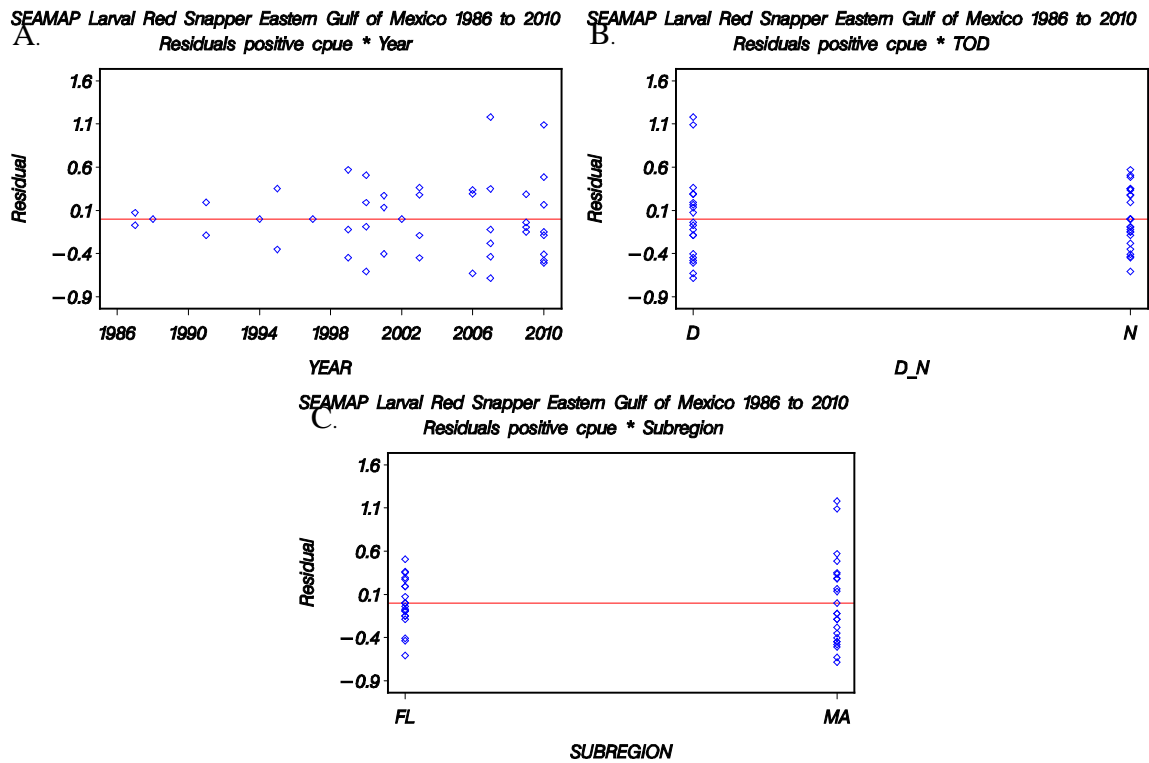 SEAMAP Larval Red Snapper Eastern Gulf of Mexico 1986 to 2010
A.
Residuals positive cpue * Year
1.6
1.1
0.6
0.1
−0.4
−0.9
Residual
1986 1990 1994 1998 2002 2006 2010
YEAR
SEAMAP Larval Red Snapper Eastern Gulf of Mexico 1986 to 2010
B.
Residuals positive cpue * TOD
1.6
1.1
0.6
0.1
−0.4
−0.9
Residual
D N
D_N
SEAMAP Larval Red Snapper Eastern Gulf of Mexico 1986 to 2010
C.
Residuals positive cpue * Subregion
1.6
1.1
0.6
0.1
−0.4
−0.9
Residual
FL MA
SUBREGION